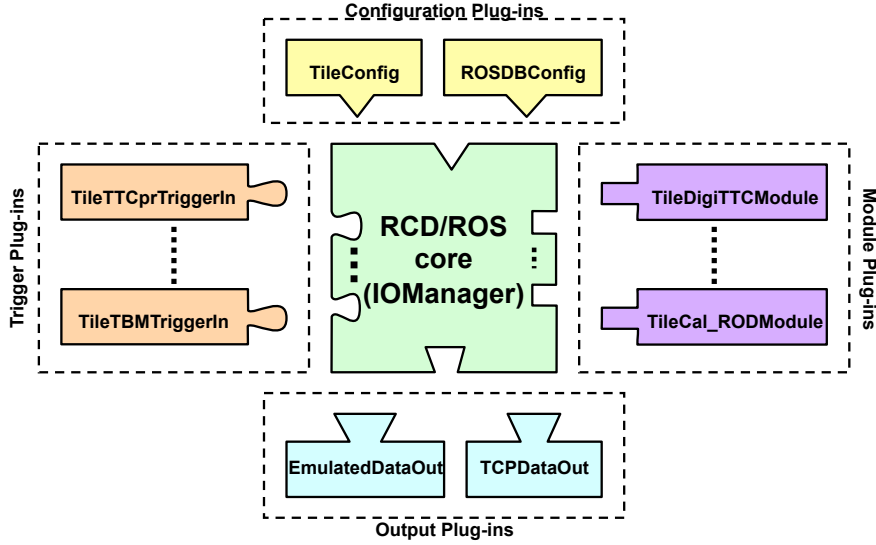 Configuration Plug-ins
TileConfig
ROSDBConfig
Trigger Plug-ins
TileTTCprTriggerIn
TileTBMTriggerIn
RCD/ROS
core
(IOManager)
TileDigiTTCModule
TileCal_RODModule
Module Plug-ins
EmulatedDataOut
TCPDataOut
Output Plug-ins